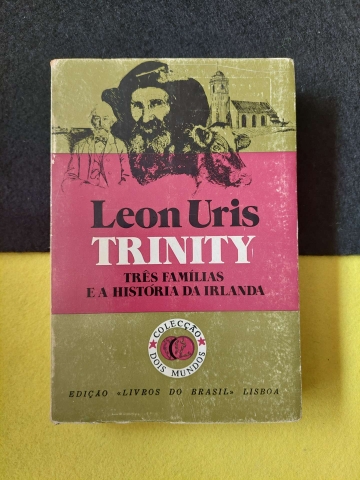 Leon Uris
TRINITY
TRÊS FAMÍLIAS
E A HISTÓRIA DA IRLANDA
COLECÇÃO
DOIS MUNDOS
EDIÇÃO «LIVROS DO BRASIL» LISBOA